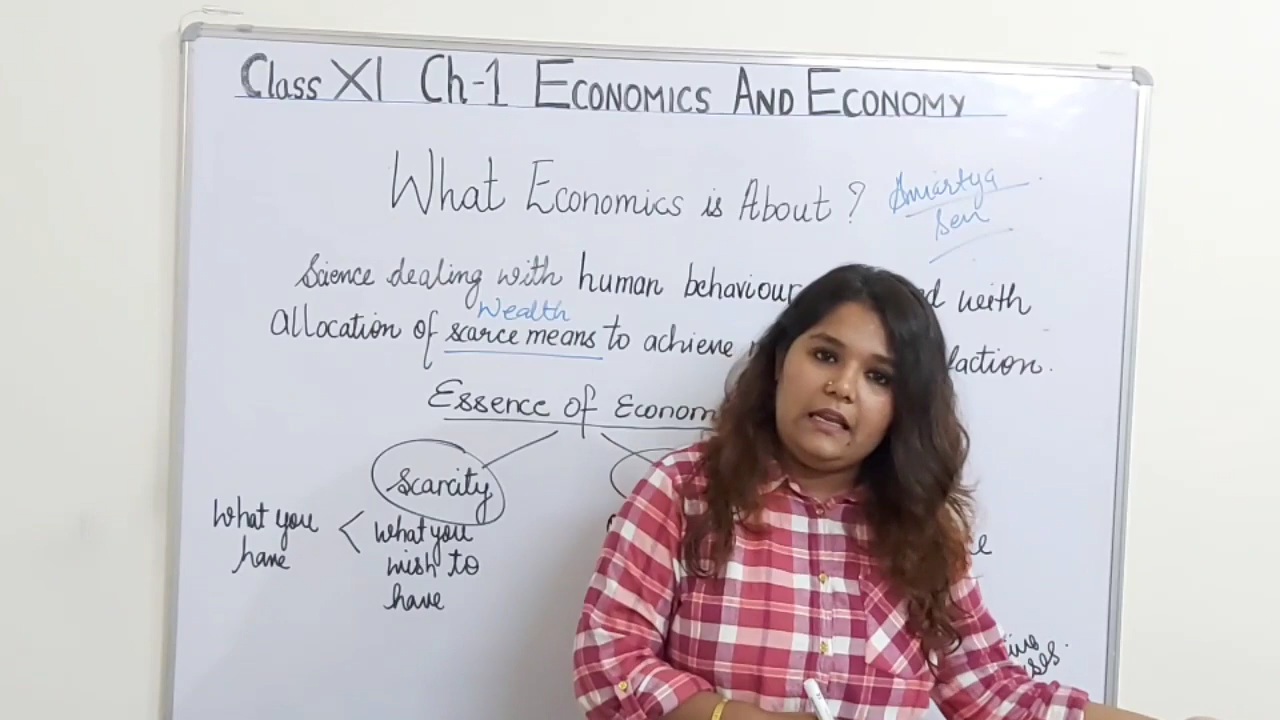 Class XI Ch-1 ECONOMICS AND ECONOMY
What Economics is About?
Amartya
Sen
Science dealing with human behaviour with
Wealth
Allocation of scarce means to achieve
Essence of
Scarcity
What you
have
<
What you
wish to
have